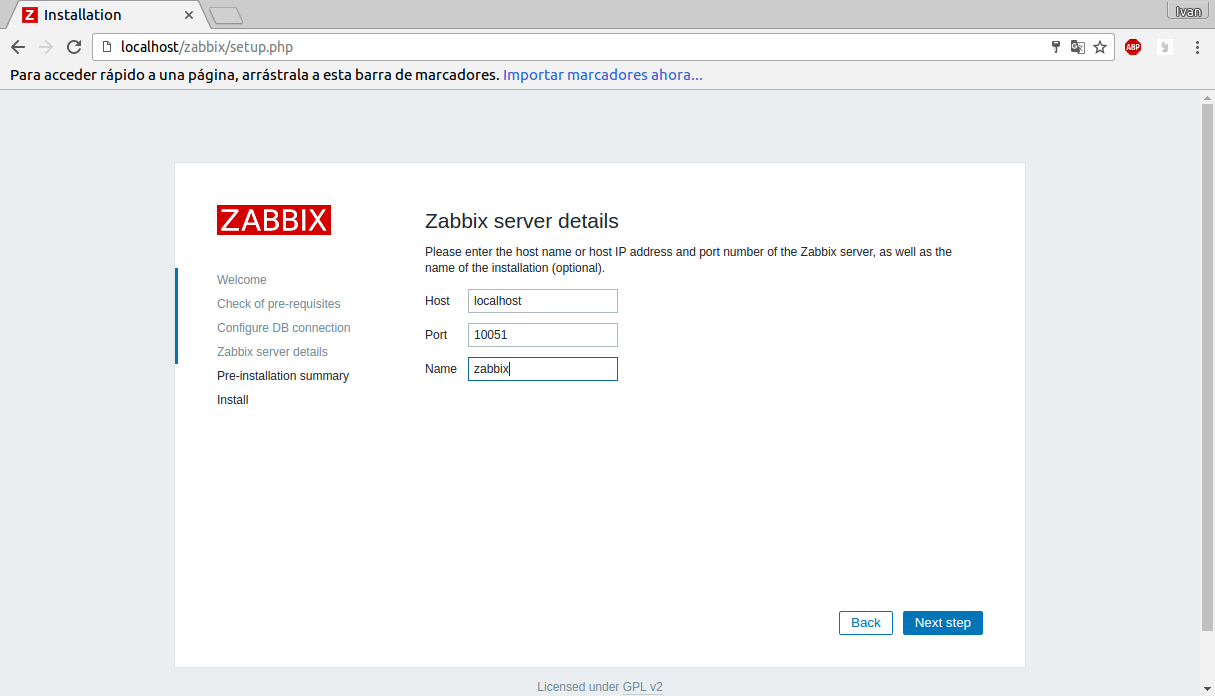 Installation
Ivan
localhost/zabbix/setup.php
ABP
Para acceder rápido a una página, arrástrala a esta barra de marcadores. Importar marcadores ahora...
ZABBIX
Welcome
Check of pre-requisites
Configure DB connection
Zabbix server details
Pre-installation summary
Install
Zabbix server details
Please enter the host name or host IP address and port number of the Zabbix server, as well as the
name of the installation (optional).
Host localhost
Port 10051
Name zabbix
Back Next step
Licensed under GPL v2